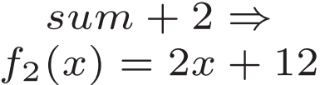 sum + 2 ⇒
f₂(x) = 2x + 12